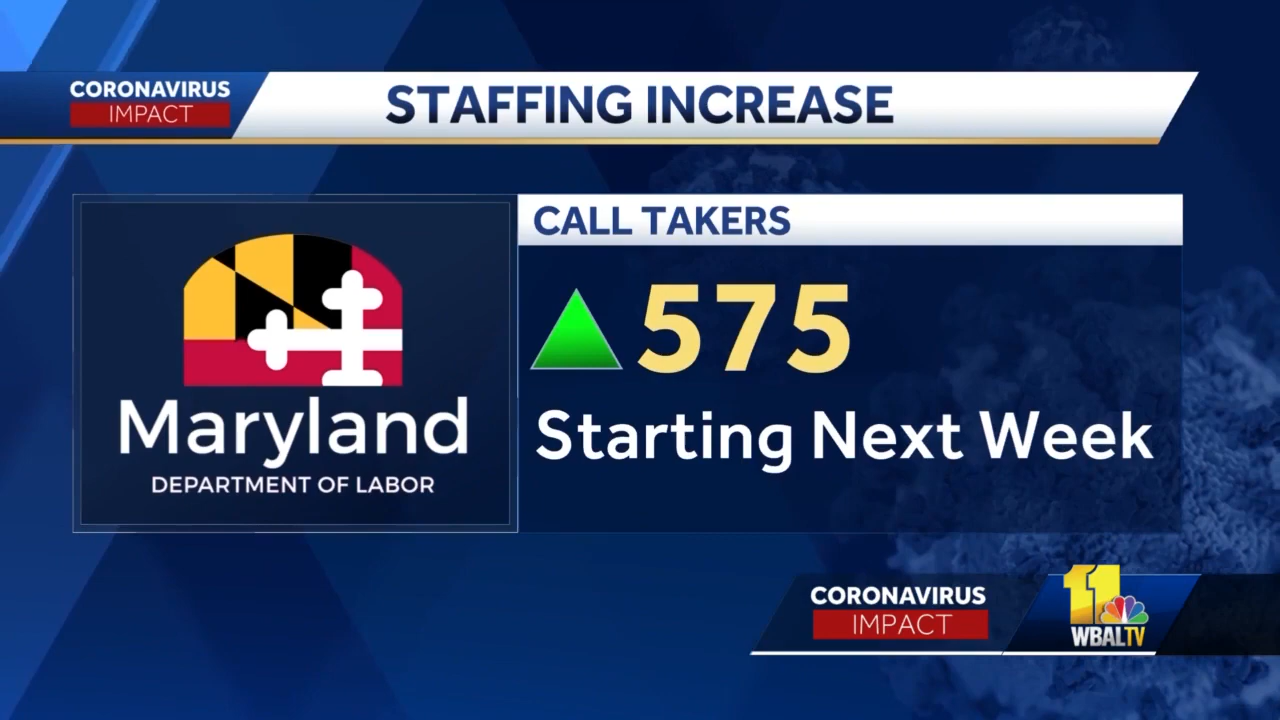 CORONAVIRUS
IMPACT
STAFFING INCREASE
CALL TAKERS
575
Starting Next Week
Maryland
DEPARTMENT OF LABOR
CORONAVIRUS
IMPACT
11
WBALTV